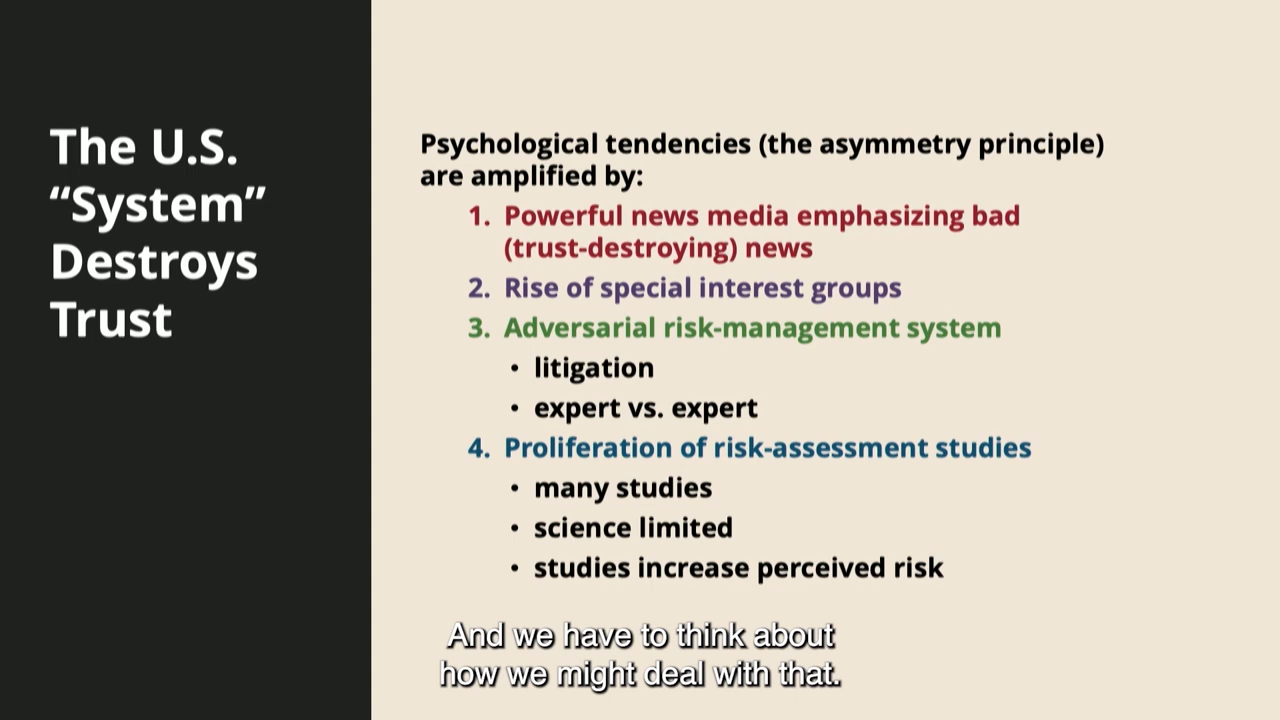 The U.S.
“System”
Destroys
Trust
Psychological tendencies (the asymmetry principle)
are amplified by:
1. Powerful news media emphasizing bad
(trust-destroying) news
2. Rise of special interest groups
3. Adversarial risk-management system
• litigation
• expert vs. expert
4. Proliferation of risk-assessment studies
• many studies
• science limited
• studies increase perceived risk
And we have to think about
how we might deal with that.